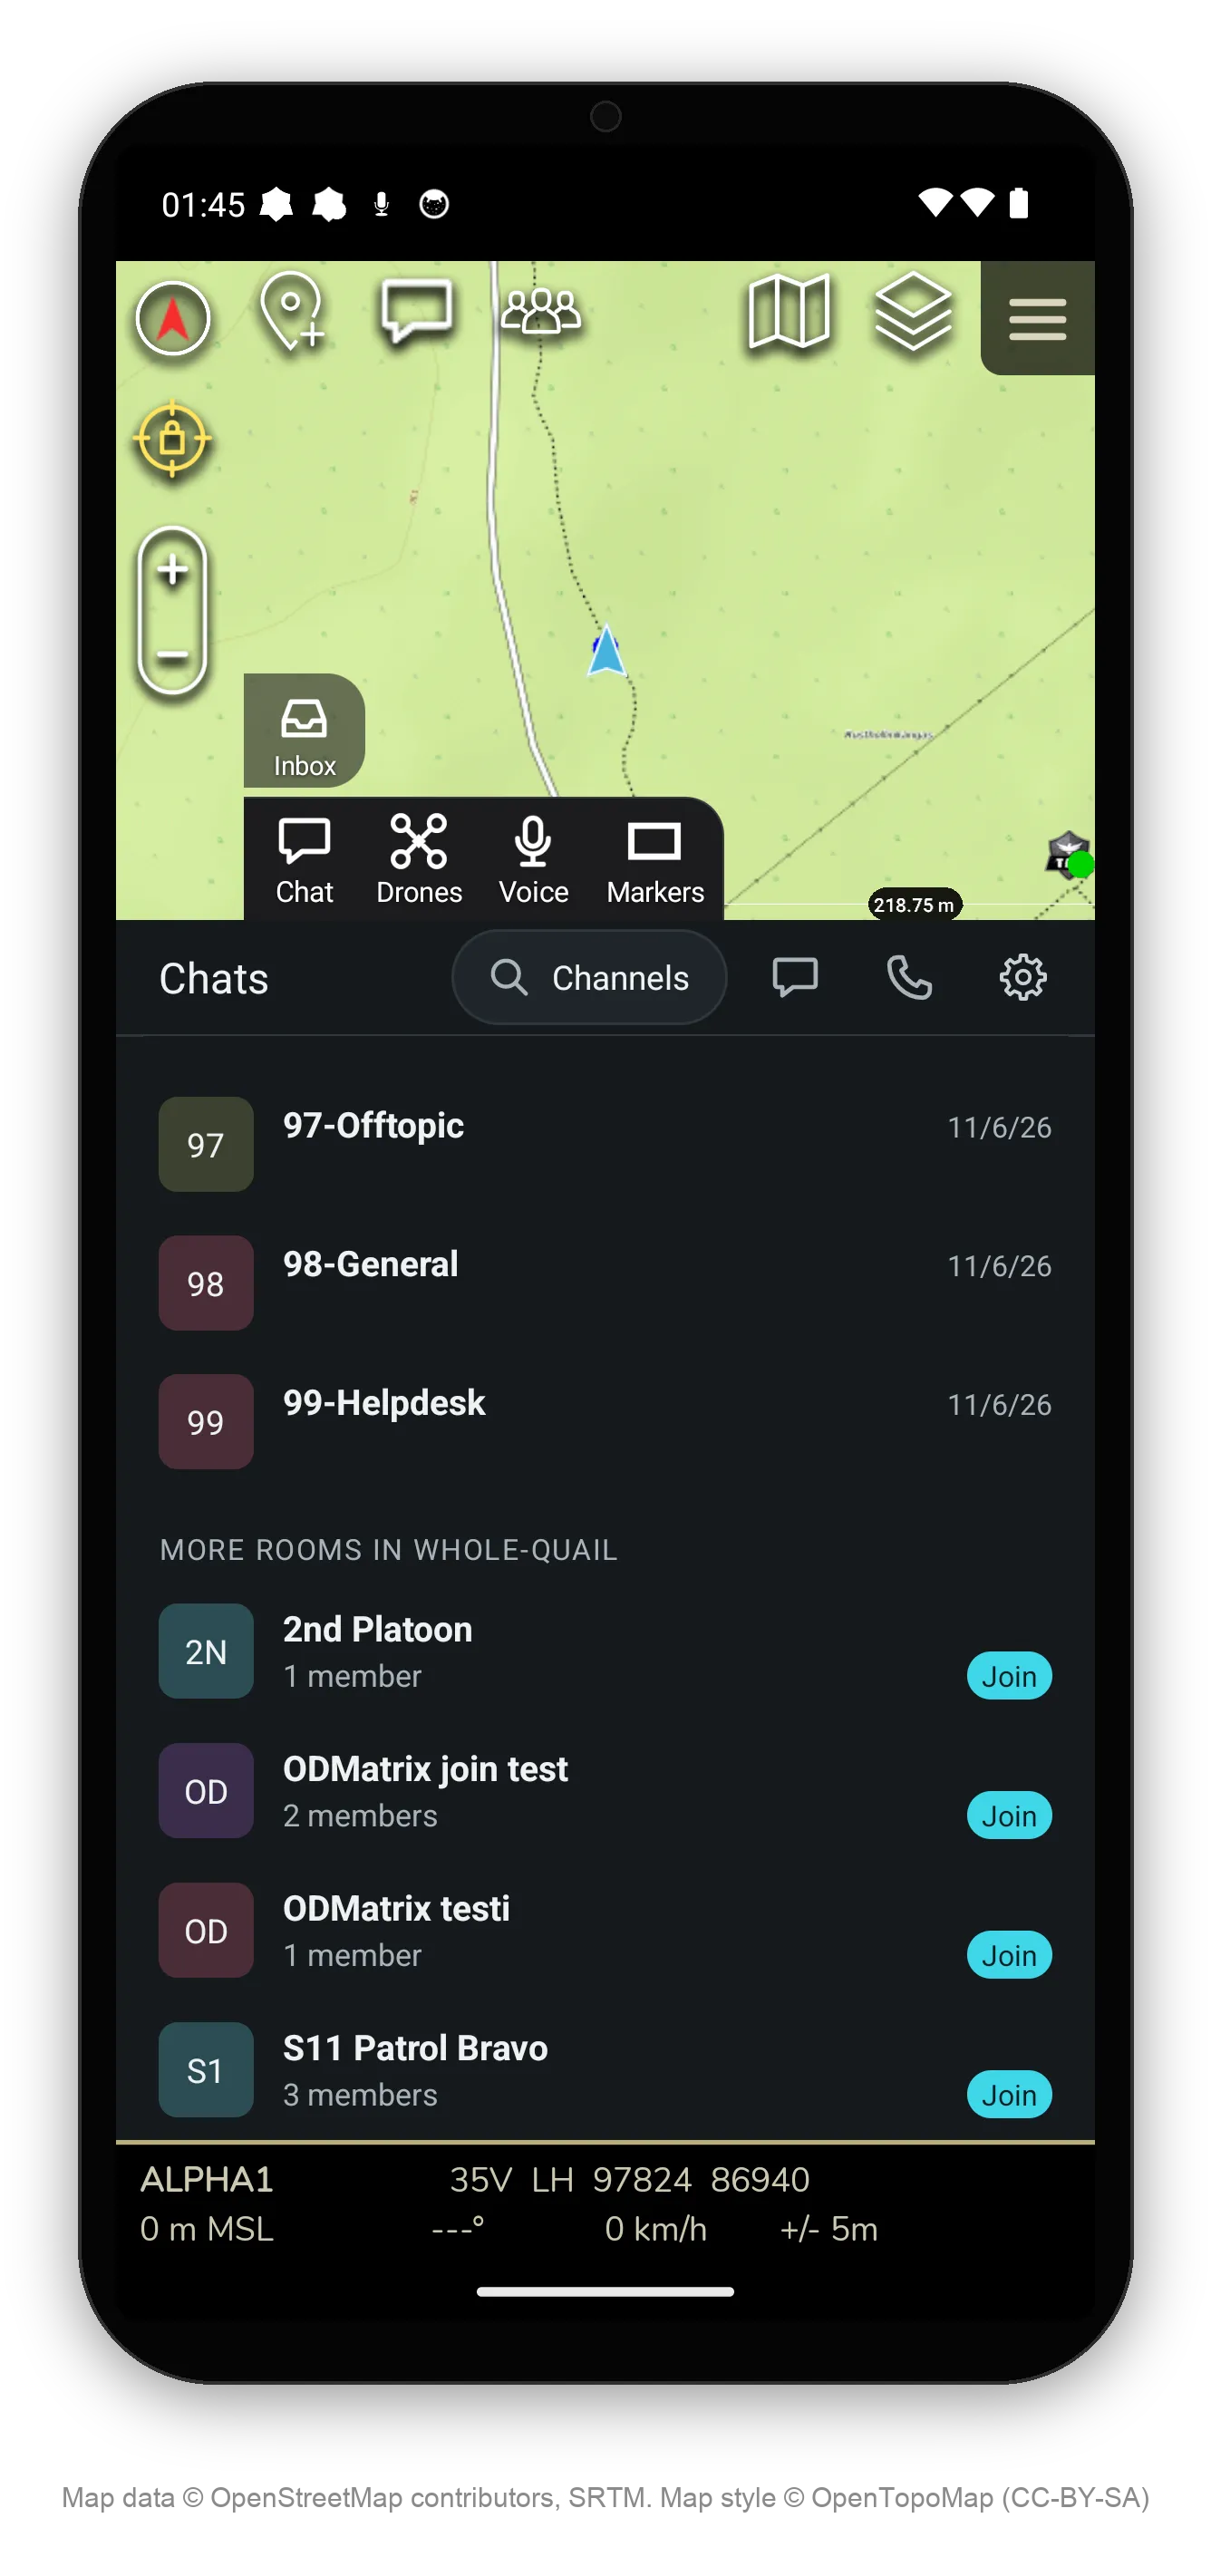 01:45
Inbox
Chat Drones Voice Markers
218.75 m
Chats Channels
97 97-Offtopic 11/6/26
98 98-General 11/6/26
99 99-Helpdesk 11/6/26
MORE ROOMS IN WHOLE-QUAIL
2N 2nd Platoon
1 member Join
OD ODMatrix join test
2 members Join
OD ODMatrix testi
1 member Join
S1 S11 Patrol Bravo
3 members Join
ALPHA1 35V LH 97824 86940
0 m MSL ---° 0 km/h +/- 5m
Map data © OpenStreetMap contributors, SRTM. Map style © OpenTopoMap (CC-BY-SA)